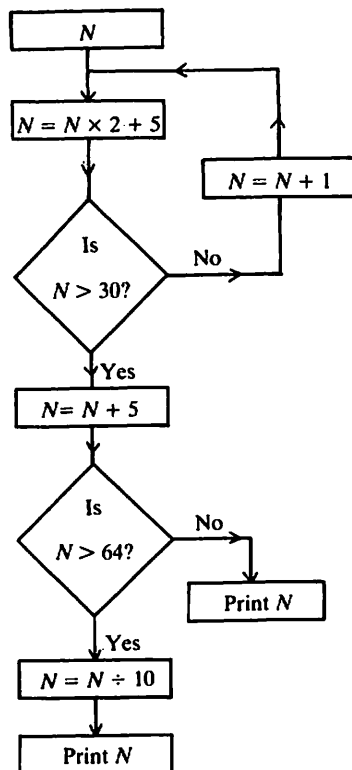 N
N = N × 2 + 5
N = N + 1
Is
N > 30?
No
Yes
N = N + 5
Is
N > 64?
No
Print N
Yes
N = N ÷ 10
Print N